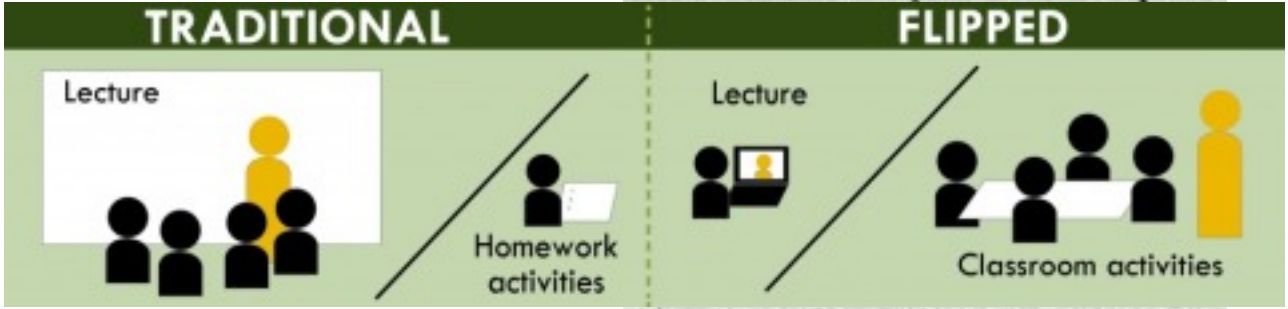 TRADITIONAL
Lecture
Homework
activities
FLIPPED
Lecture
Classroom activities